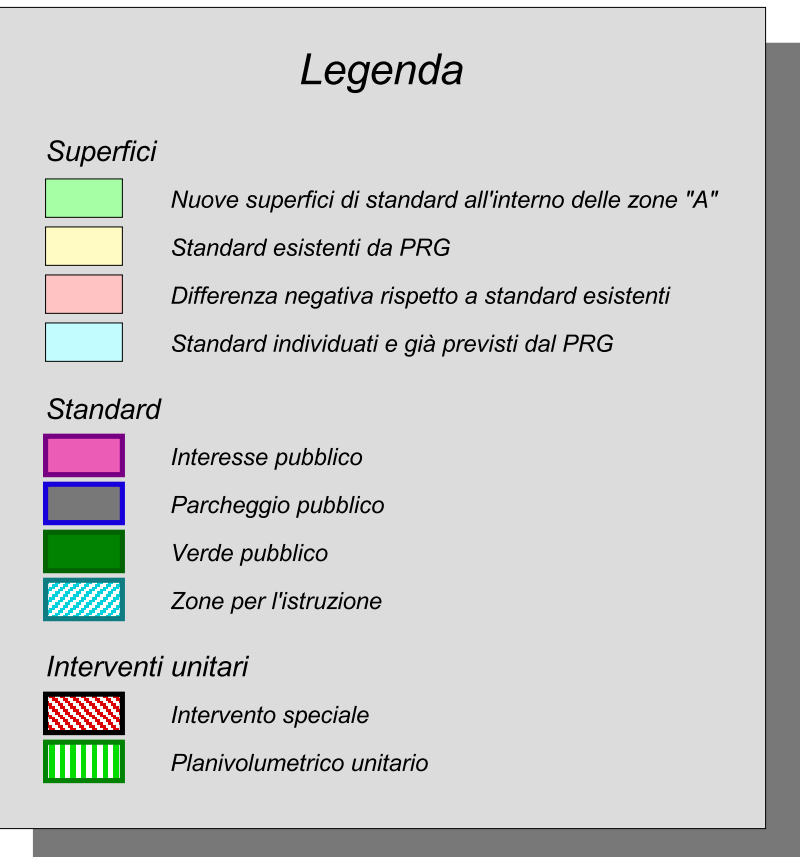 Legenda
Superfici
Nuove superfici di standard all'interno delle zone "A"
Standard esistenti da PRG
Differenza negativa rispetto a standard esistenti
Standard individuati e già previsti dal PRG
Standard
Interesse pubblico
Parcheggio pubblico
Verde pubblico
Zone per l'istruzione
Interventi unitari
Intervento speciale
Planivolumetrico unitario